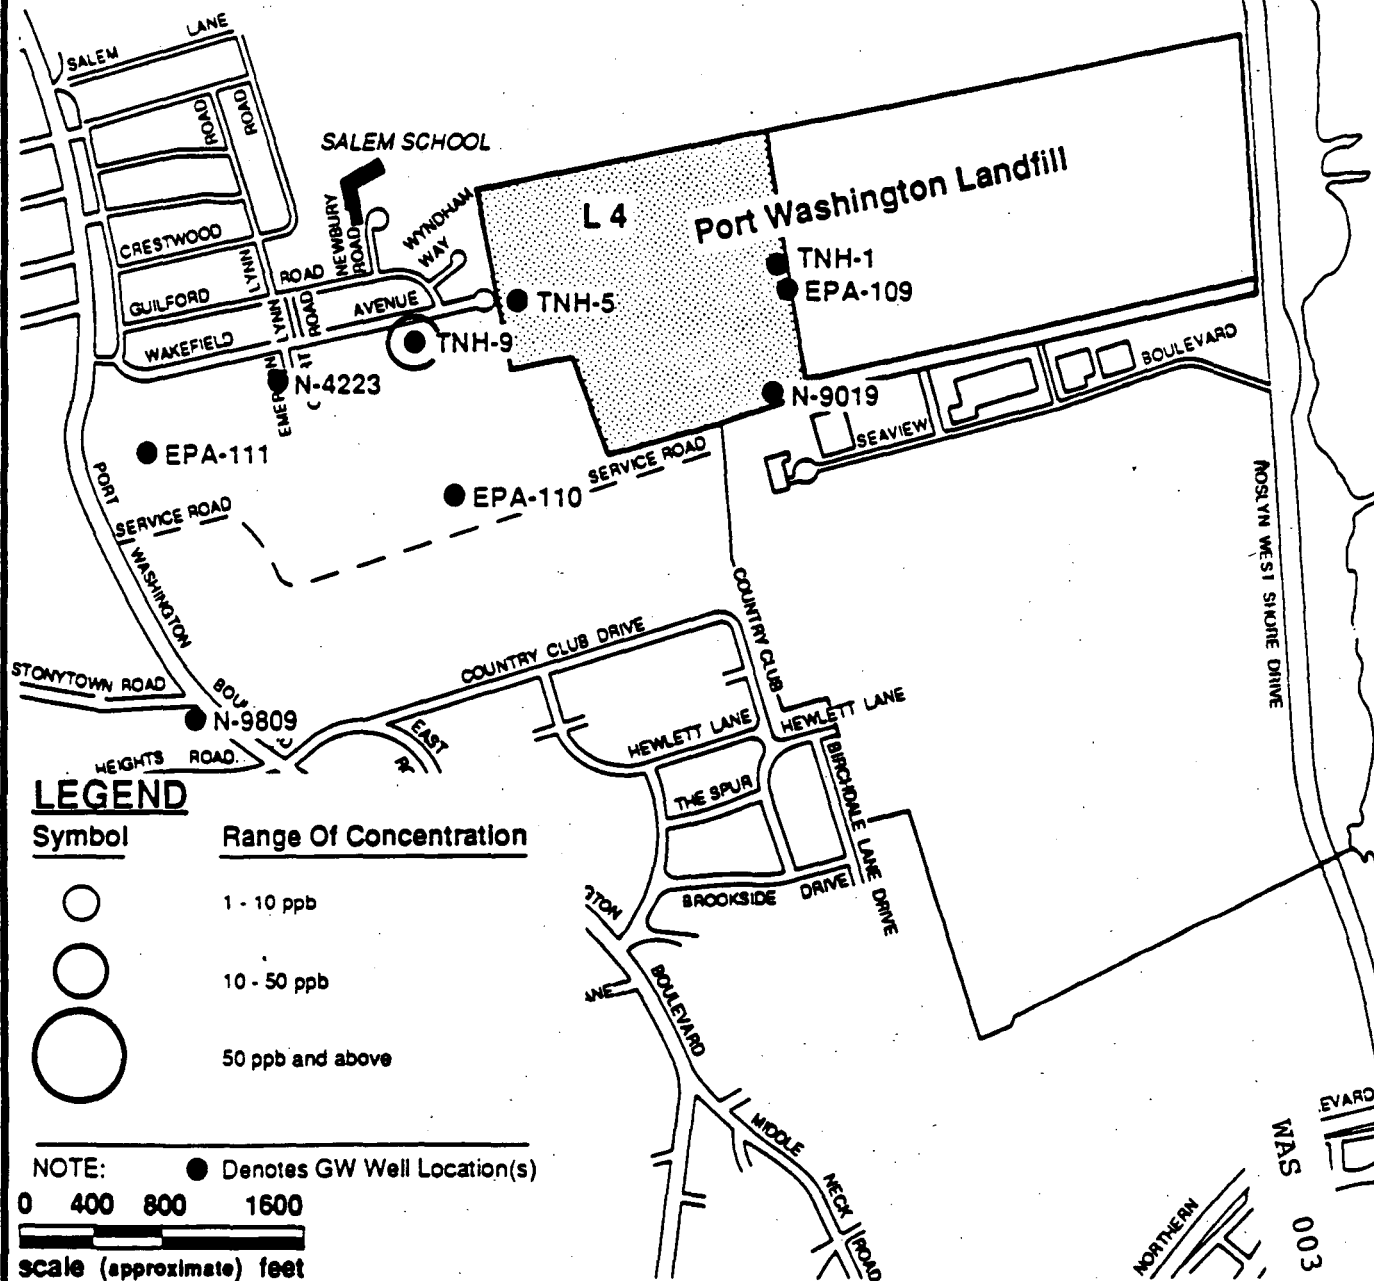 SALEM LANE
ROAD
ROAD
SALEM SCHOOL
NEWBURY ROAD
WYNDHAM WAY
CRESTWOOD
LYNN
ROAD
GUILFORD
AVENUE
LYNN
ROAD
WAKEFIELD
L 4
Port Washington Landfill
TNH-1
EPA-109
TNH-5
TNH-9
N-4223
N-9019
BOULEVARD
SEAVIEW
EPA-111
SERVICE ROAD
EPA-110
PORT
SERVICE ROAD
WASHINGTON
ROSLYN WEST SHORE DRIVE
COUNTRY CLUB
COUNTRY CLUB DRIVE
STONYTOWN ROAD
N-9809
HEIGHTS ROAD
EAST
HEWLETT LANE
HEWLETT LANE
THE SPUR
BIRCHDALE LANE DRIVE
BROOKSIDE DRIVE
BOULEVARD
MIDDLE NECK ROAD
NORTHERN
EVARD
WAS 003
LEGEND
Symbol Range Of Concentration
1 - 10 ppb
10 - 50 ppb
50 ppb and above
NOTE: Denotes GW Well Location(s)
0 400 800 1600
scale (approximate) feet